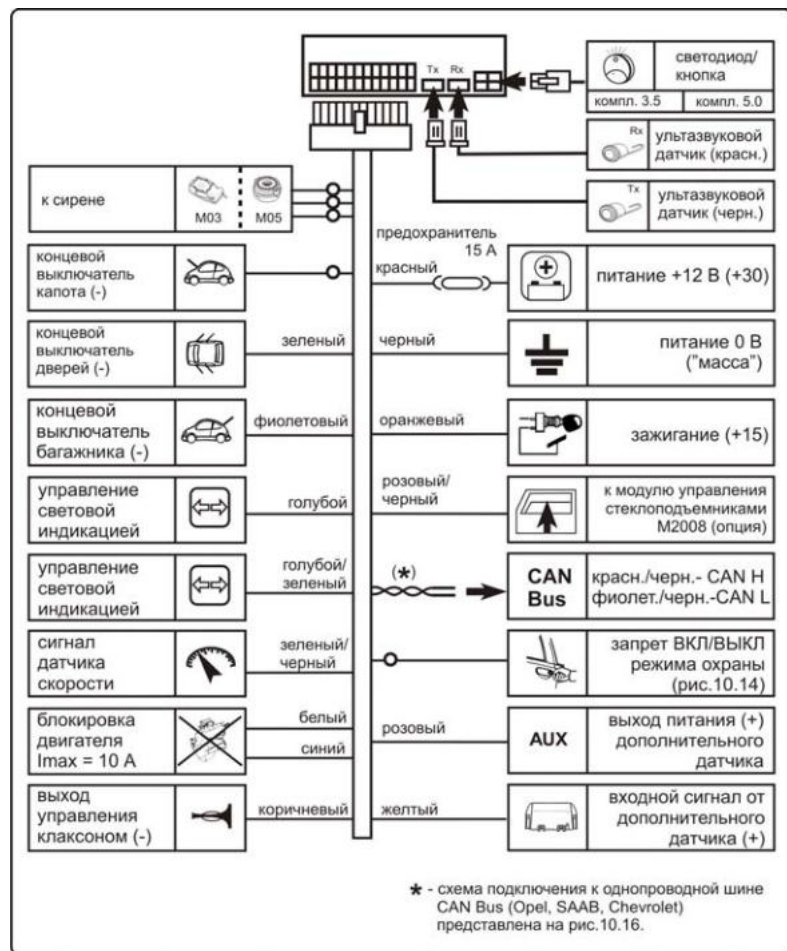 Tx
Rx
светодиод/
кнопка
компл. 3.5
компл. 5.0
Rx
ультазвуковой
датчик (красн.)
Tx
ультазвуковой
датчик (черн.)
к сирене
M03
M05
концевой
выключатель
капота (-)
концевой
выключатель
дверей (-)
зеленый
концевой
выключатель
багажника (-)
фиолетовый
управление
световой
индикацией
голубой
управление
световой
индикацией
голубой/
зеленый
сигнал
датчика
скорости
зеленый/
черный
блокировка
двигателя
Imax = 10 А
белый
синий
выход
управления
клаксоном (-)
коричневый
предохранитель
15 А
красный
питание +12 В (+30)
черный
питание 0 В
("масса")
оранжевый
зажигание (+15)
розовый/
черный
к модулю управления
стеклоподъемниками
M2008 (опция)
(*)
CAN
Bus
красн./черн.- CAN H
фиолет./черн.-CAN L
запрет ВКЛ/ВЫКЛ
режима охраны
(рис.10.14)
розовый
AUX
выход питания (+)
дополнительного
датчика
желтый
входной сигнал от
дополнительного
датчика (+)
* - схема подключения к однопроводной шине
CAN Bus (Opel, SAAB, Chevrolet)
представлена на рис.10.16.